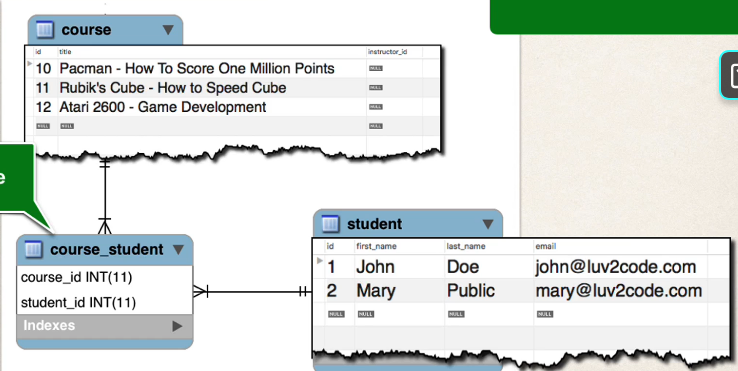 course
id title instructor_id
10 Pacman - How To Score One Million Points NULL
11 Rubik's Cube - How to Speed Cube NULL
12 Atari 2600 - Game Development NULL
NULL NULL NULL
e
course_student
course_id INT(11)
student_id INT(11)
Indexes
student
id first_name last_name email
1 John Doe john@luv2code.com
2 Mary Public mary@luv2code.com
NULL NULL NULL NULL